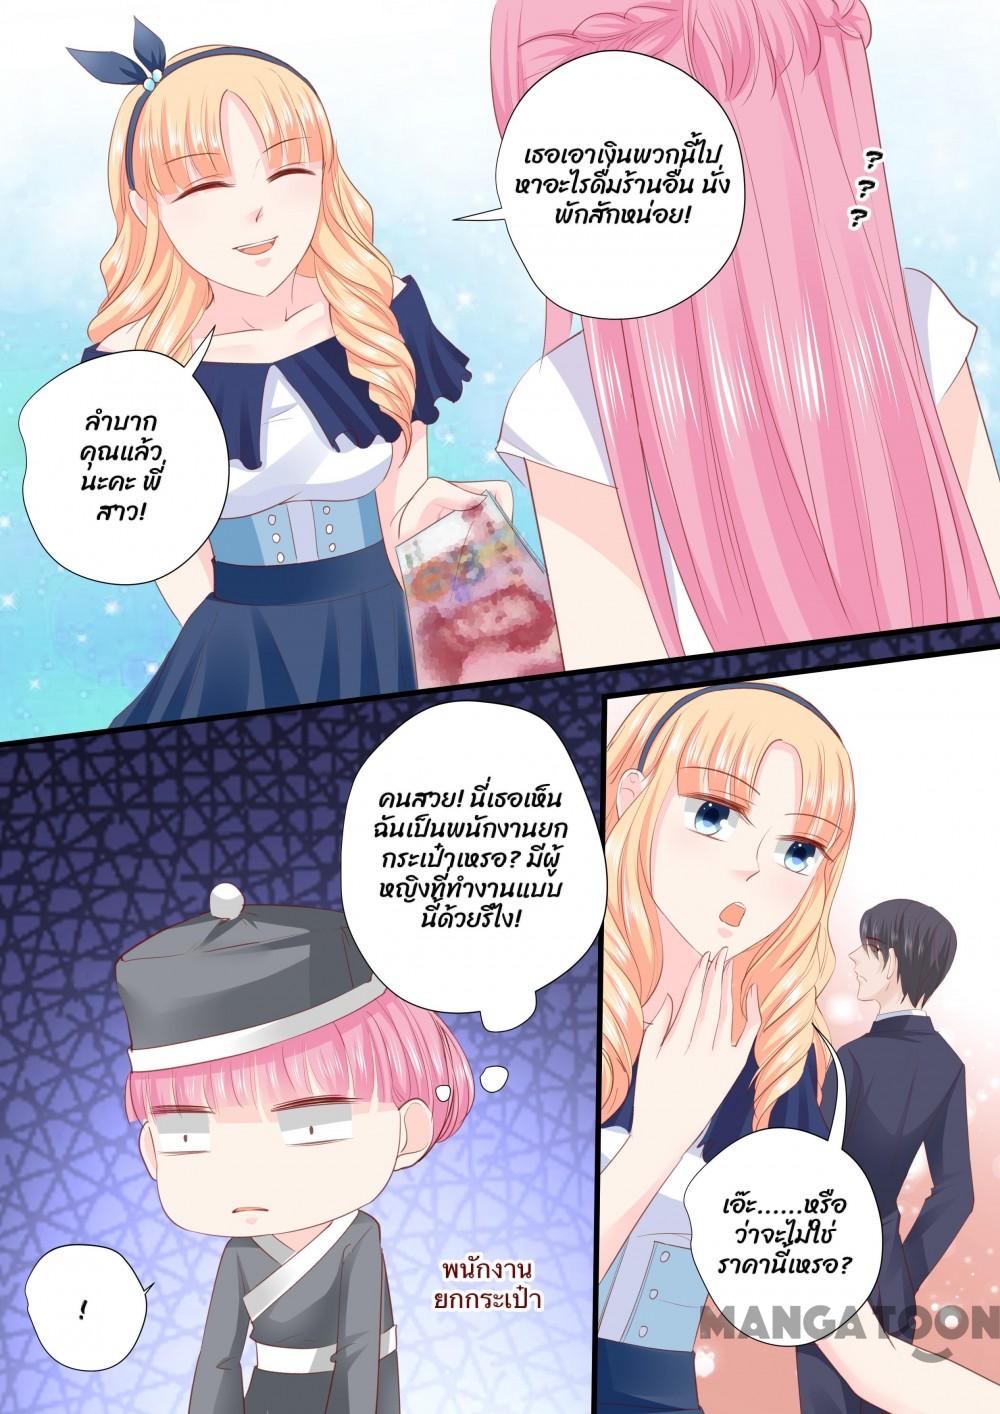 เธอเอาเงินพวกนี้ไป
หาอะไรดื่มร้านอื่น นั่ง
พักสักหน่อย!
?
?
?
ลำบาก
คุณแล้ว
นะคะ พี่
สาว!
คนสวย! นี่เธอเห็น
ฉันเป็นพนักงานยก
กระเป๋าเหรอ? มีผู้
หญิงที่ทำงานแบบ
นี้ด้วยรึไง!
!
พนักงาน
ยกกระเป๋า
เอ๊ะ......หรือ
ว่าจะไม่ใช่
ราคานี้เหรอ?
MANGATOON